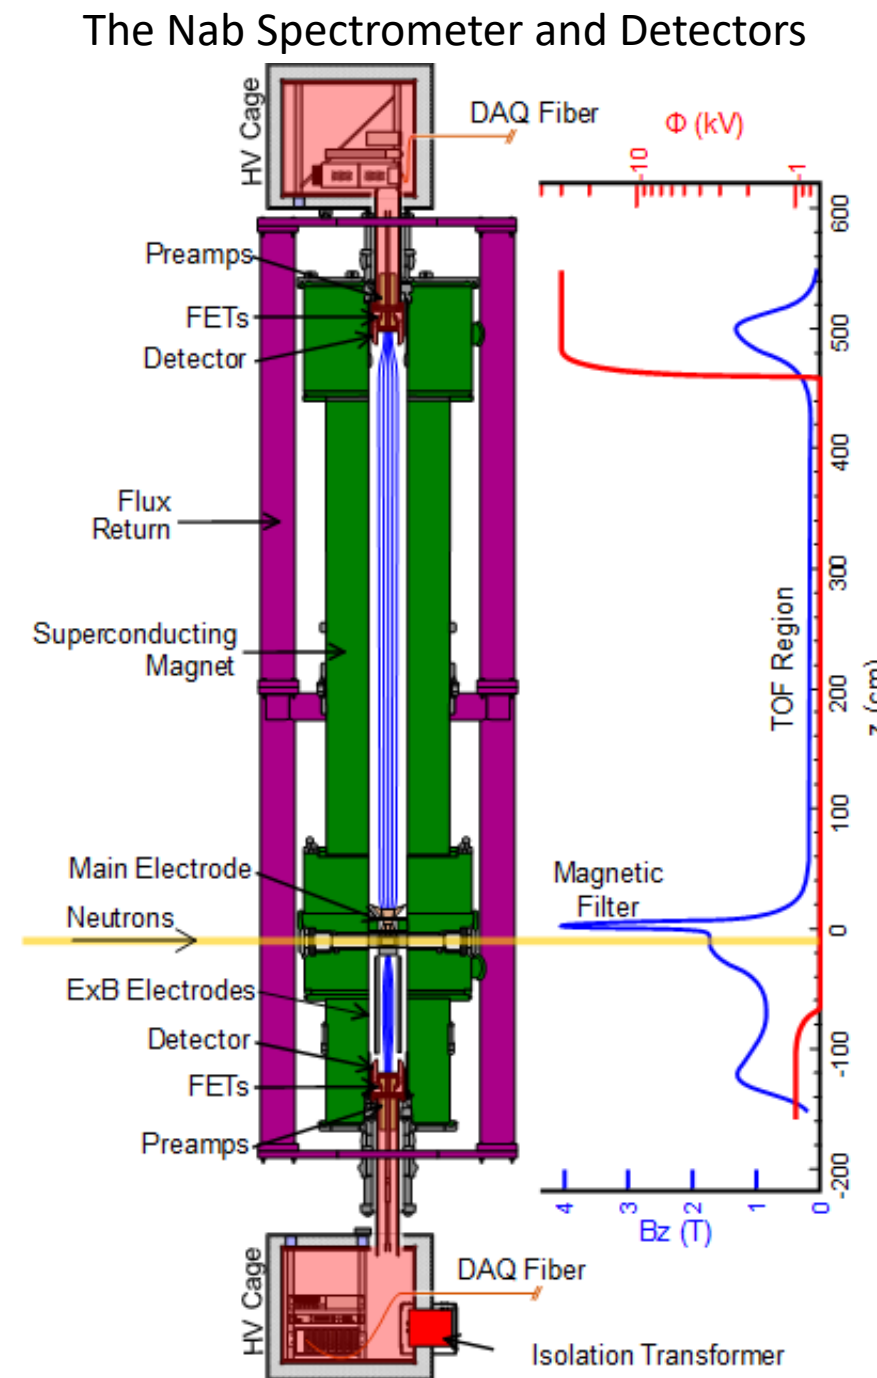 The Nab Spectrometer and Detectors
HV Cage
DAQ Fiber
Φ (kV)
-10
-1
Preamps
FETs
Detector
Flux
Return
Superconducting
Magnet
Main Electrode
Neutrons
ExB Electrodes
Detector
FETs
Preamps
HV Cage
DAQ Fiber
Isolation Transformer
Magnetic
Filter
TOF Region
600
500
400
300
200
100
0
-100
-200
z (cm)
4
3
2
1
0
Bz (T)